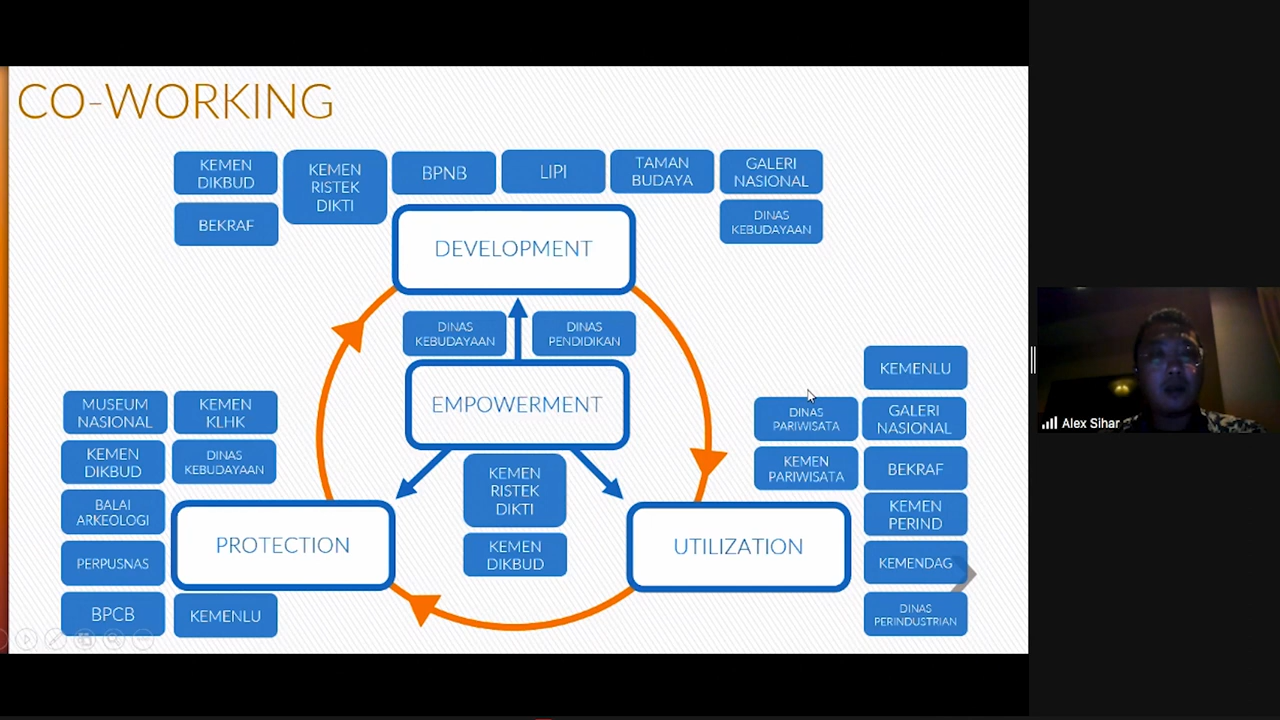 CO-WORKING
KEMEN
DIKBUD
KEMEN
RISTEK
DIKTI
BPNB
LIPI
TAMAN
BUDAYA
GALERI
NASIONAL
BEKRAF
DINAS
KEBUDAYAAN
DEVELOPMENT
DINAS
KEBUDAYAAN
DINAS
PENDIDIKAN
EMPOWERMENT
KEMEN
RISTEK
DIKTI
KEMEN
DIKBUD
MUSEUM
NASIONAL
KEMEN
KLHK
KEMEN
DIKBUD
DINAS
KEBUDAYAAN
BALAI
ARKEOLOGI
PERPUSNAS
BPCB
KEMENLU
PROTECTION
UTILIZATION
KEMENLU
DINAS
PARIWISATA
GALERI
NASIONAL
KEMEN
PARIWISATA
BEKRAF
KEMEN
PERIND
KEMENDAG
DINAS
PERINDUSTRIAN
Alex Sihar